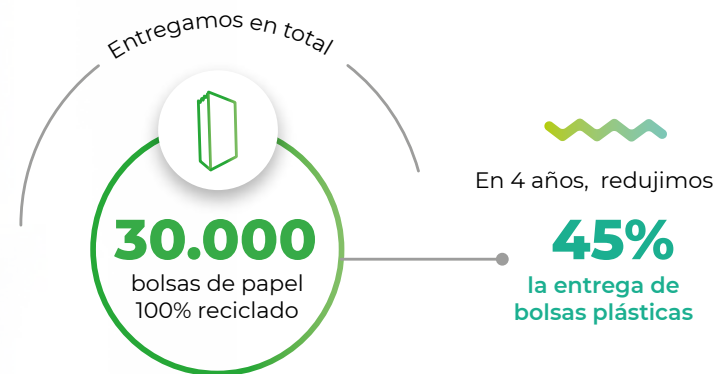 Entregamos en total
30.000
bolsas de papel
100% reciclado
En 4 años, redujimos
45%
la entrega de
bolsas plásticas